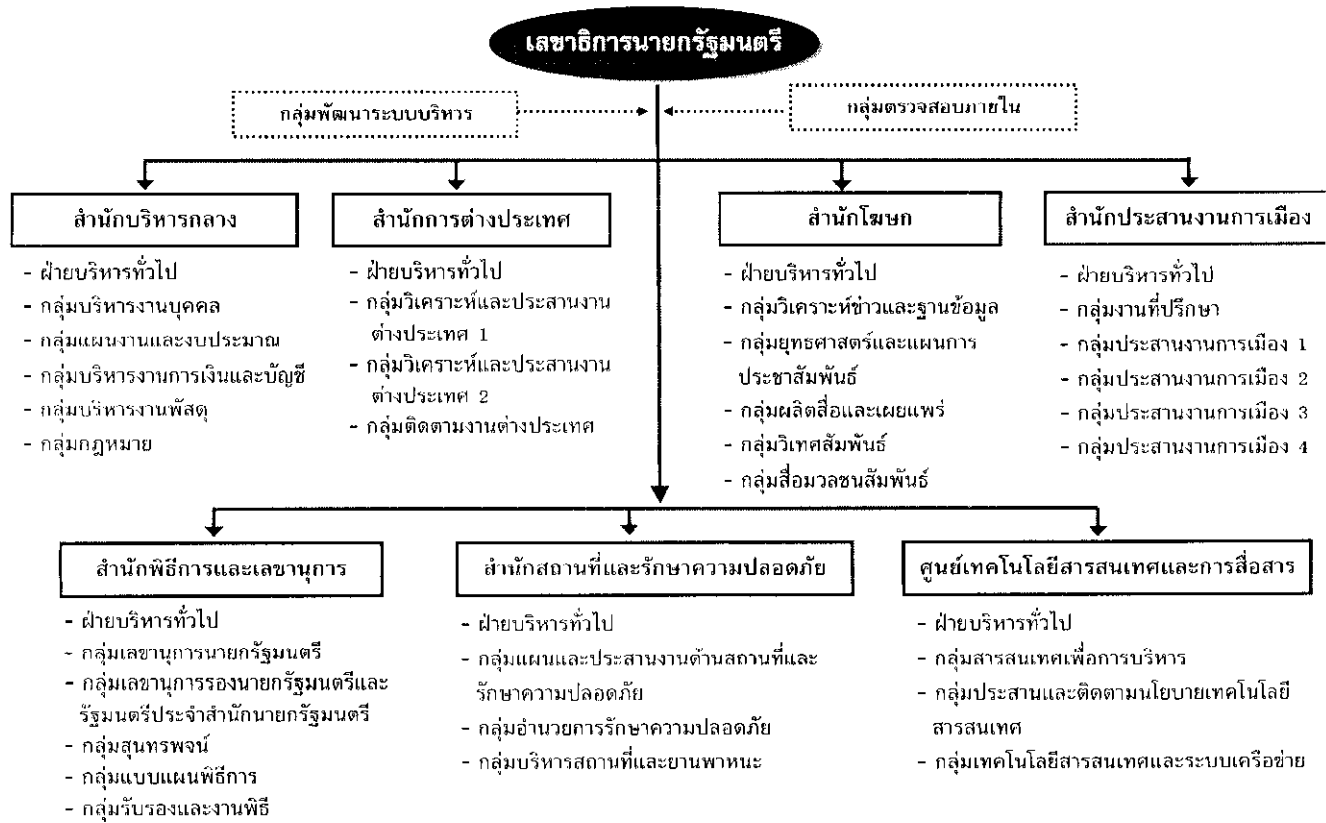 เลขาธิการนายกรัฐมนตรี
กลุ่มพัฒนาระบบบริหาร
กลุ่มตรวจสอบภายใน
สำนักบริหารกลาง
- ฝ่ายบริหารทั่วไป
- กลุ่มบริหารงานบุคคล
- กลุ่มแผนงานและงบประมาณ
- กลุ่มบริหารงานการเงินและบัญชี
- กลุ่มบริหารงานพัสดุ
- กลุ่มกฎหมาย
สำนักการต่างประเทศ
- ฝ่ายบริหารทั่วไป
- กลุ่มวิเคราะห์และประสานงาน
ต่างประเทศ 1
- กลุ่มวิเคราะห์และประสานงาน
ต่างประเทศ 2
- กลุ่มติดตามงานต่างประเทศ
สำนักโฆษก
- ฝ่ายบริหารทั่วไป
- กลุ่มวิเคราะห์ข่าวและฐานข้อมูล
- กลุ่มยุทธศาสตร์และแผนการ
ประชาสัมพันธ์
- กลุ่มผลิตสื่อและเผยแพร่
- กลุ่มวิเทศสัมพันธ์
- กลุ่มสื่อมวลชนสัมพันธ์
สำนักประสานงานการเมือง
- ฝ่ายบริหารทั่วไป
- กลุ่มงานที่ปรึกษา
- กลุ่มประสานงานการเมือง 1
- กลุ่มประสานงานการเมือง 2
- กลุ่มประสานงานการเมือง 3
- กลุ่มประสานงานการเมือง 4
สำนักพิธีการและเลขานุการ
- ฝ่ายบริหารทั่วไป
- กลุ่มเลขานุการนายกรัฐมนตรี
- กลุ่มเลขานุการรองนายกรัฐมนตรีและ
รัฐมนตรีประจำสำนักนายกรัฐมนตรี
- กลุ่มสุนทรพจน์
- กลุ่มแบบแผนพิธีการ
- กลุ่มรับรองและงานพิธี
สำนักสถานที่และรักษาความปลอดภัย
- ฝ่ายบริหารทั่วไป
- กลุ่มแผนและประสานงานด้านสถานที่และ
รักษาความปลอดภัย
- กลุ่มอำนวยการรักษาความปลอดภัย
- กลุ่มบริหารสถานที่และยานพาหนะ
ศูนย์เทคโนโลยีสารสนเทศและการสื่อสาร
- ฝ่ายบริหารทั่วไป
- กลุ่มสารสนเทศเพื่อการบริหาร
- กลุ่มประสานและติดตามนโยบายเทคโนโลยี
สารสนเทศ
- กลุ่มเทคโนโลยีสารสนเทศและระบบเครือข่าย